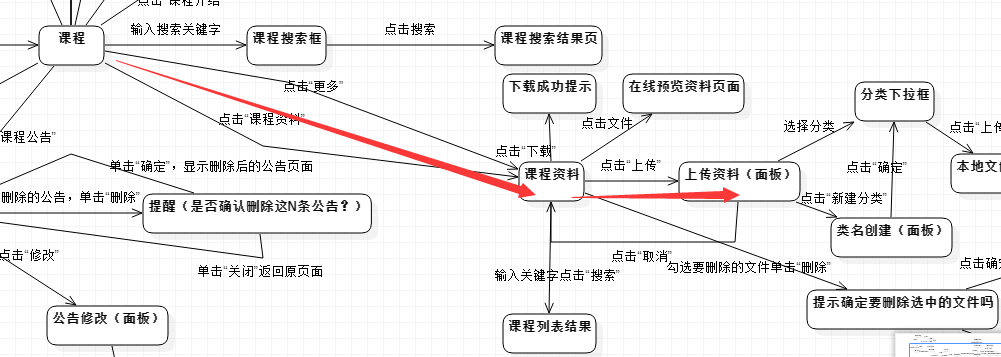 点击“课程介绍
输入搜索关键字
点击搜索
课程
课程搜索框
课程搜索结果页
点击“更多”
下载成功提示
在线预览资料页面
分类下拉框
点击“课程资料”
点击文件
选择分类
点击“上传
课程公告”
点击“下载”
单击“确定”，显示删除后的公告页面
点击“上传”
点击“确定”
课程资料
上传资料（面板）
本地文
删除的公告，单击“删除”
点击“新建分类”
提醒（是否确认删除这N条公告？）
类名创建（面板）
点击“修改”
点击“取消”
单击“关闭”返回原页面
输入关键字点击“搜索”
勾选要删除的文件单击“删除”
点击确
提示确定要删除选中的文件吗
公告修改（面板）
课程列表结果